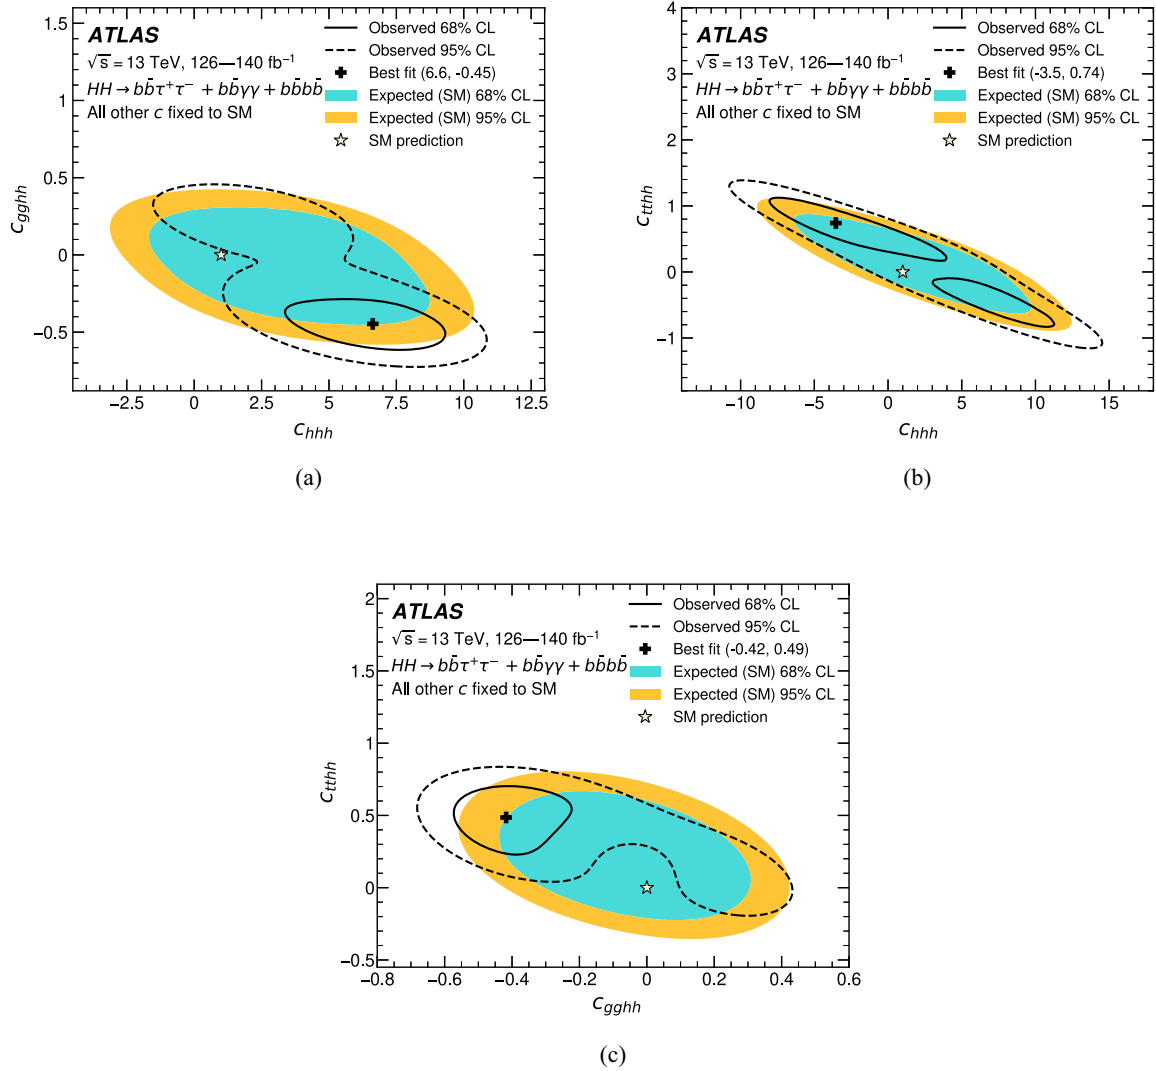 ATLAS
√s = 13 TeV, 126—140 fb⁻¹
HH → bb̄τ⁺τ⁻ + bb̄γγ + bb̄bb̄
All other c fixed to SM
Observed 68% CL
Observed 95% CL
Best fit (6.6, -0.45)
Expected (SM) 68% CL
Expected (SM) 95% CL
SM prediction
1.5
1
0.5
0
−0.5
c_gghh
−2.5 0 2.5 5 7.5 10 12.5
c_hhh
(a)
ATLAS
√s = 13 TeV, 126—140 fb⁻¹
HH → bb̄τ⁺τ⁻ + bb̄γγ + bb̄bb̄
All other c fixed to SM
Observed 68% CL
Observed 95% CL
Best fit (-3.5, 0.74)
Expected (SM) 68% CL
Expected (SM) 95% CL
SM prediction
4
3
2
1
0
−1
c_tthh
−10 −5 0 5 10 15
c_hhh
(b)
ATLAS
√s = 13 TeV, 126—140 fb⁻¹
HH → bb̄τ⁺τ⁻ + bb̄γγ + bb̄bb̄
All other c fixed to SM
Observed 68% CL
Observed 95% CL
Best fit (-0.42, 0.49)
Expected (SM) 68% CL
Expected (SM) 95% CL
SM prediction
2
1.5
1
0.5
0
−0.5
c_tthh
−0.8 −0.6 −0.4 −0.2 0 0.2 0.4 0.6
c_gghh
(c)